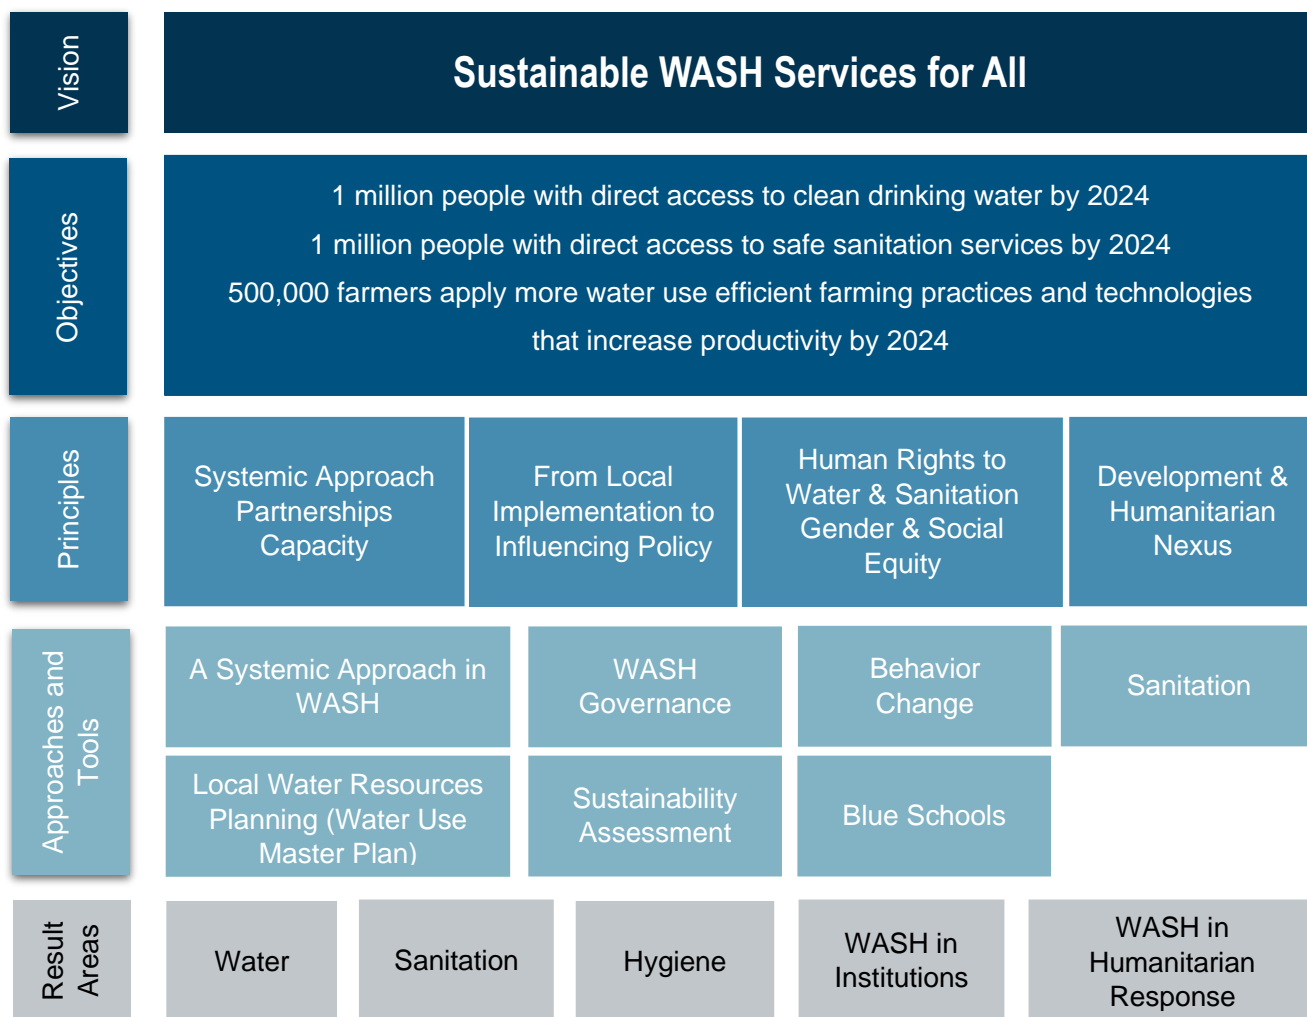 Vision
Sustainable WASH Services for All
Objectives
1 million people with direct access to clean drinking water by 2024
1 million people with direct access to safe sanitation services by 2024
500,000 farmers apply more water use efficient farming practices and technologies
that increase productivity by 2024
Principles
Systemic Approach
Partnerships
Capacity
From Local
Implementation to
Influencing Policy
Human Rights to
Water & Sanitation
Gender & Social
Equity
Development &
Humanitarian
Nexus
Approaches and
Tools
A Systemic Approach in
WASH
WASH
Governance
Behavior
Change
Sanitation
Local Water Resources
Planning (Water Use
Master Plan)
Sustainability
Assessment
Blue Schools
Result
Areas
Water
Sanitation
Hygiene
WASH in
Institutions
WASH in
Humanitarian
Response